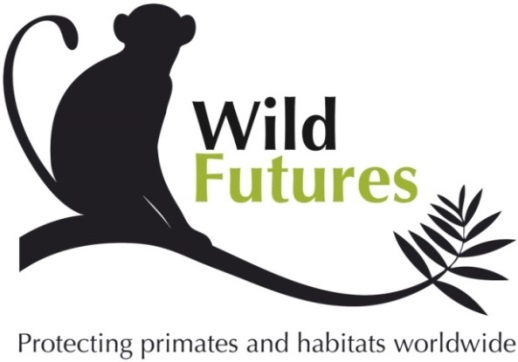 Wild
Futures
Protecting primates and habitats worldwide